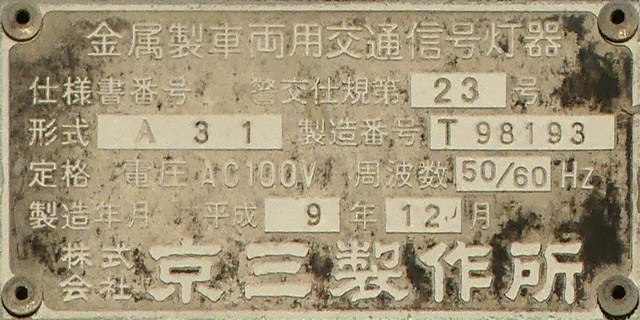 金属製車両用交通信号灯器
仕様書番号 警交仕規第 23 号
形式 A 3 1 製造番号 T 98193
定格 電圧 AC100V 周波数 50/60 Hz
製造年月 平成 9 年 12 月
株式会社 京三製作所